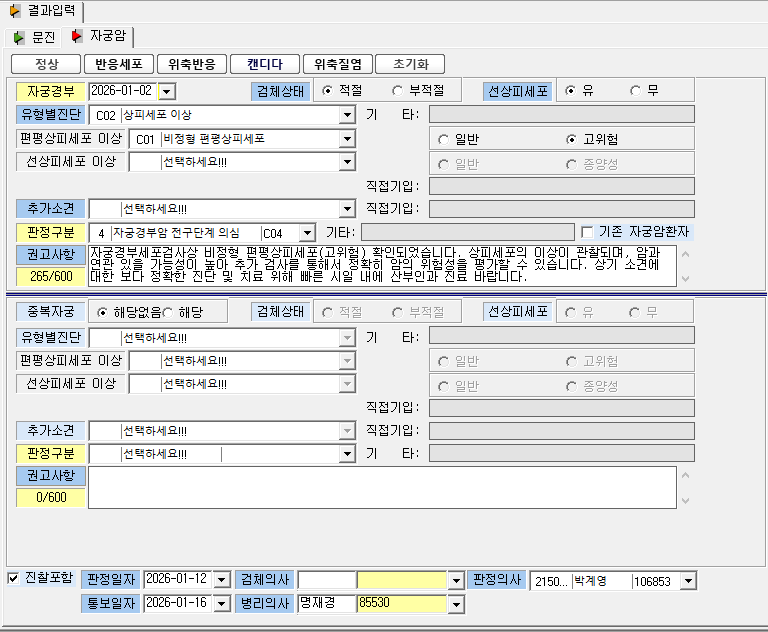 결과입력
문진 자궁암
정상 반응세포 위축반응 캔디다 위축질염 초기화
자궁경부 2026-01-02 검체상태 적절 부적절 선상피세포 유 무
유형별진단 C02 상피세포 이상 기 타:
편평상피세포 이상 C01 비정형 편평상피세포 일반 고위험
선상피세포 이상 선택하세요!!! 일반 종양성
직접기입:
추가소견 선택하세요!!! 직접기입:
판정구분 4 자궁경부암 전구단계 의심 C04 기타: 기존 자궁암환자
권고사항 자궁경부세포검사상 비정형 편평상피세포(고위험) 확인되었습니다. 상피세포의 이상이 관찰되며, 암과
연관 있을 가능성이 높아 추가 검사를 통해서 정확히 암의 위험성을 평가할 수 있습니다. 상기 소견에
265/600 대한 보다 정확한 진단 및 치료 위해 빠른 시일 내에 산부인과 진료 바랍니다.
중복자궁 해당없음 해당 검체상태 적절 부적절 선상피세포 유 무
유형별진단 선택하세요!!! 기 타:
편평상피세포 이상 선택하세요!!! 일반 고위험
선상피세포 이상 선택하세요!!! 일반 종양성
직접기입:
추가소견 선택하세요!!! 직접기입:
판정구분 선택하세요!!! 기 타:
권고사항
0/600
진찰포함 판정일자 2026-01-12 검체의사 판정의사 2150... 박계영 106853
통보일자 2026-01-16 병리의사 명재경 85530